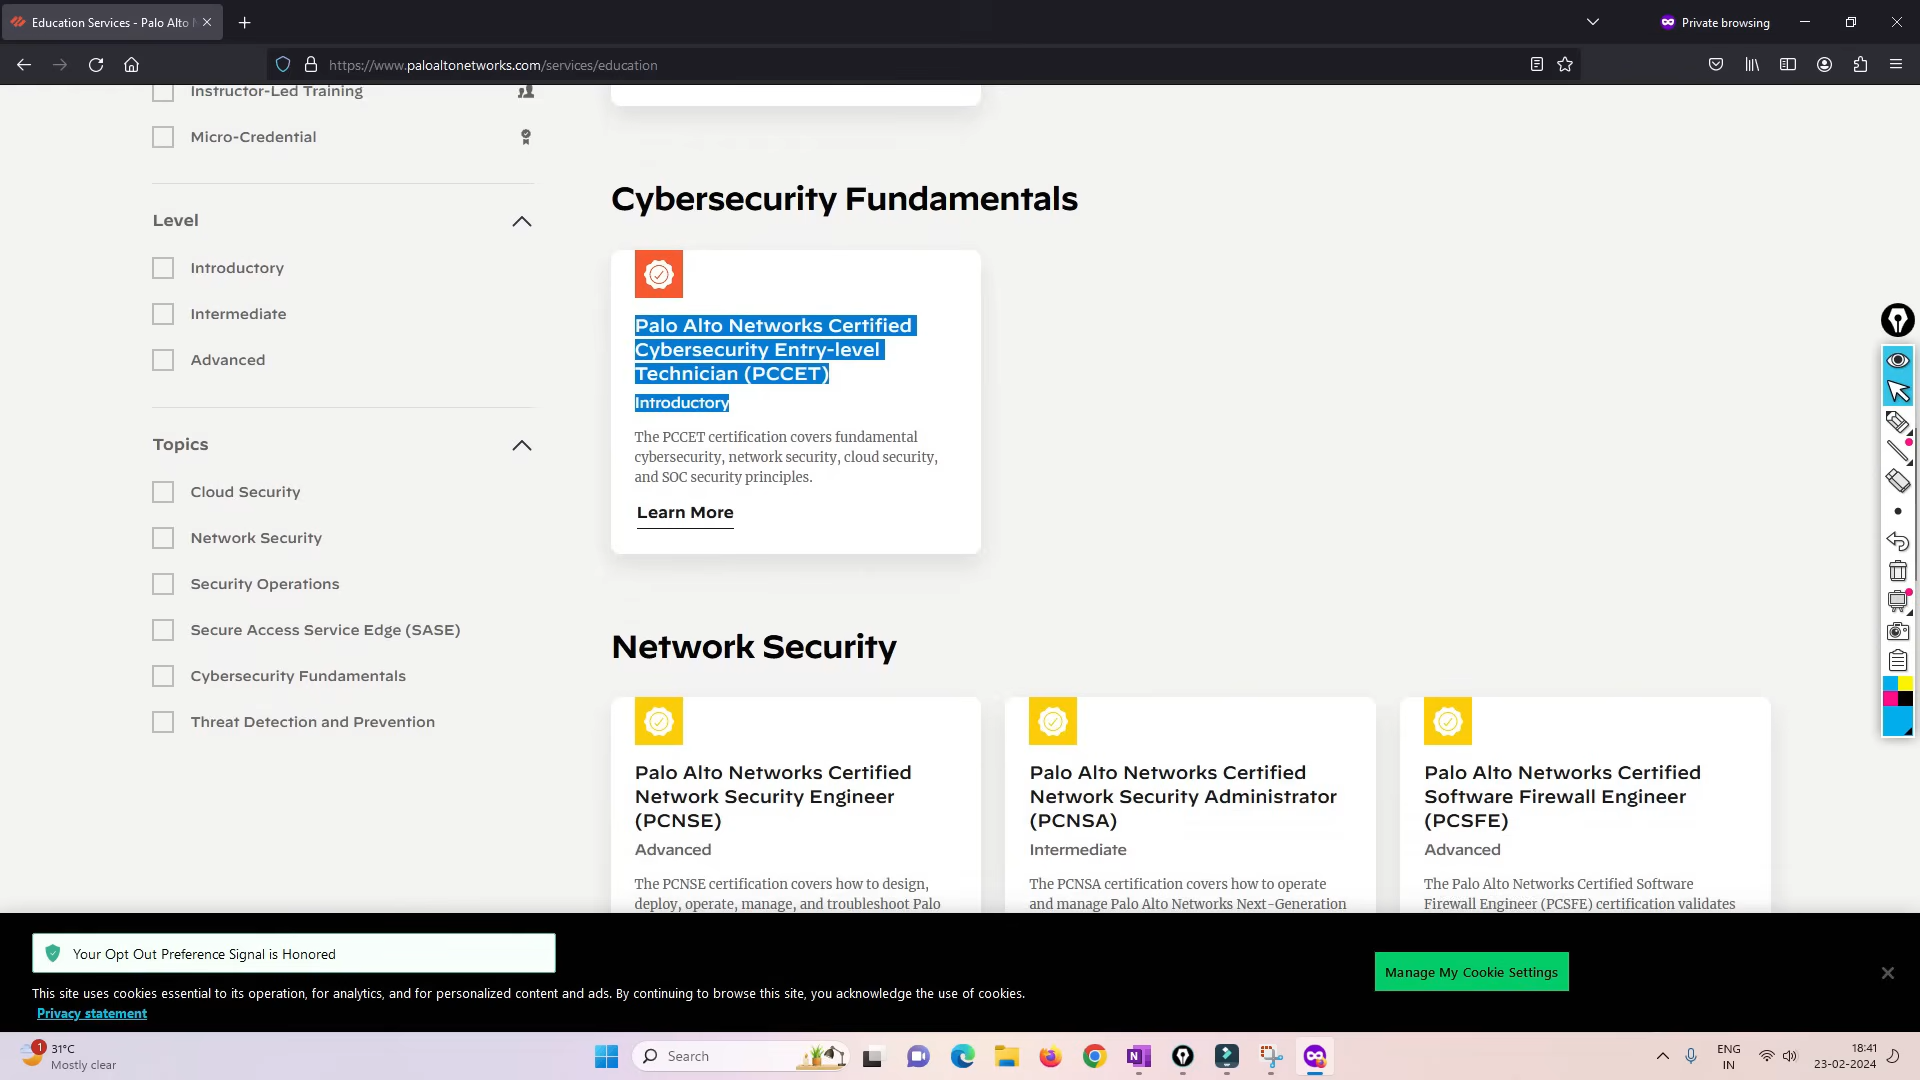 Education Services - Palo Alto N
Private browsing
https://www.paloaltonetworks.com/services/education
Instructor-Led Training
Micro-Credential
Level
Introductory
Intermediate
Advanced
Topics
Cloud Security
Network Security
Security Operations
Secure Access Service Edge (SASE)
Cybersecurity Fundamentals
Threat Detection and Prevention
Cybersecurity Fundamentals
Palo Alto Networks Certified
Cybersecurity Entry-level
Technician (PCCET)
Introductory
The PCCET certification covers fundamental
cybersecurity, network security, cloud security,
and SOC security principles.
Learn More
Network Security
Palo Alto Networks Certified
Network Security Engineer
(PCNSE)
Advanced
The PCNSE certification covers how to design,
deploy, operate, manage, and troubleshoot Palo
Palo Alto Networks Certified
Network Security Administrator
(PCNSA)
Intermediate
The PCNSA certification covers how to operate
and manage Palo Alto Networks Next-Generation
Palo Alto Networks Certified
Software Firewall Engineer
(PCSFE)
Advanced
The Palo Alto Networks Certified Software
Firewall Engineer (PCSFE) certification validates
Your Opt Out Preference Signal is Honored
This site uses cookies essential to its operation, for analytics, and for personalized content and ads. By continuing to browse this site, you acknowledge the use of cookies.
Privacy statement
Manage My Cookie Settings
1
31°C
Mostly clear
Search
N
ENG
IN
18:41
23-02-2024